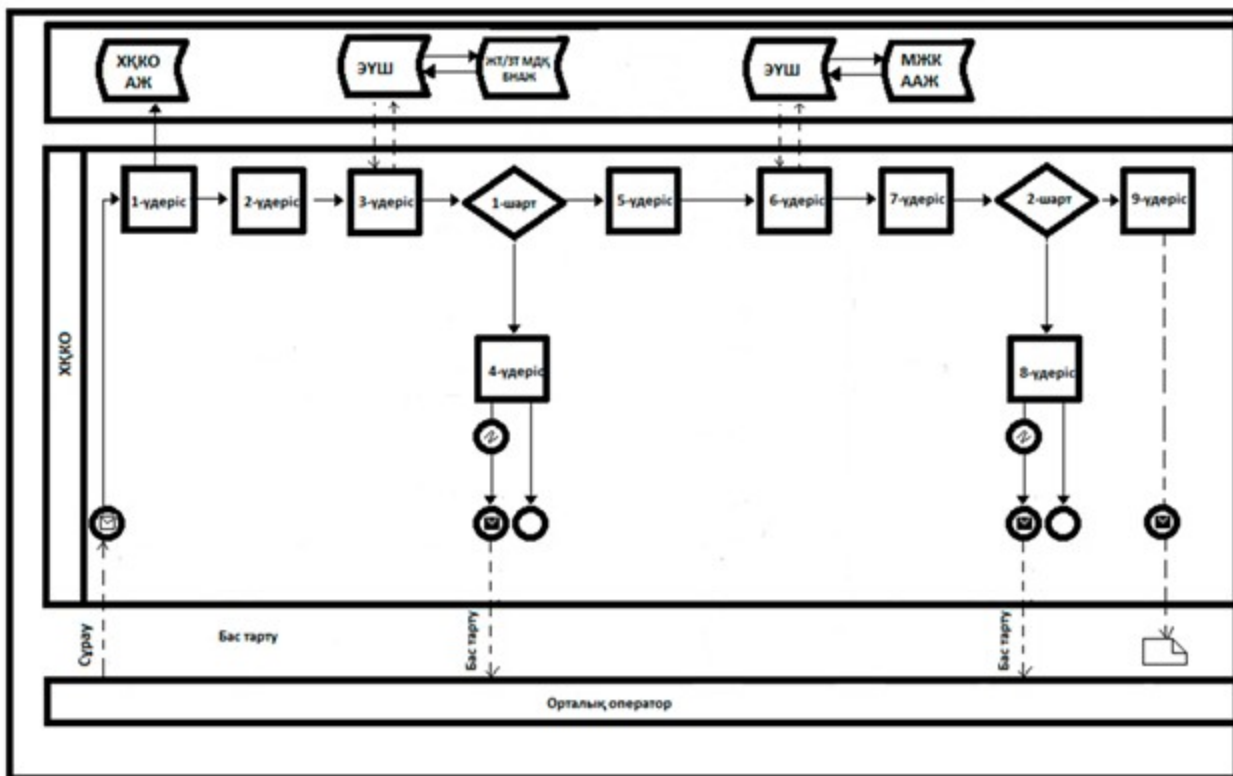 ХҚКО
АЖ
ЭҮШ
ЖТ/ЗТ МДҚ
БНАЖ
ЭҮШ
МЖК
ААЖ
1-үдеріс
2-үдеріс
3-үдеріс
1-шарт
5-үдеріс
6-үдеріс
7-үдеріс
2-шарт
9-үдеріс
ХҚКО
4-үдеріс
8-үдеріс
Сұрау
Бас тарту
Бас тарту
Бас тарту
Орталық оператор